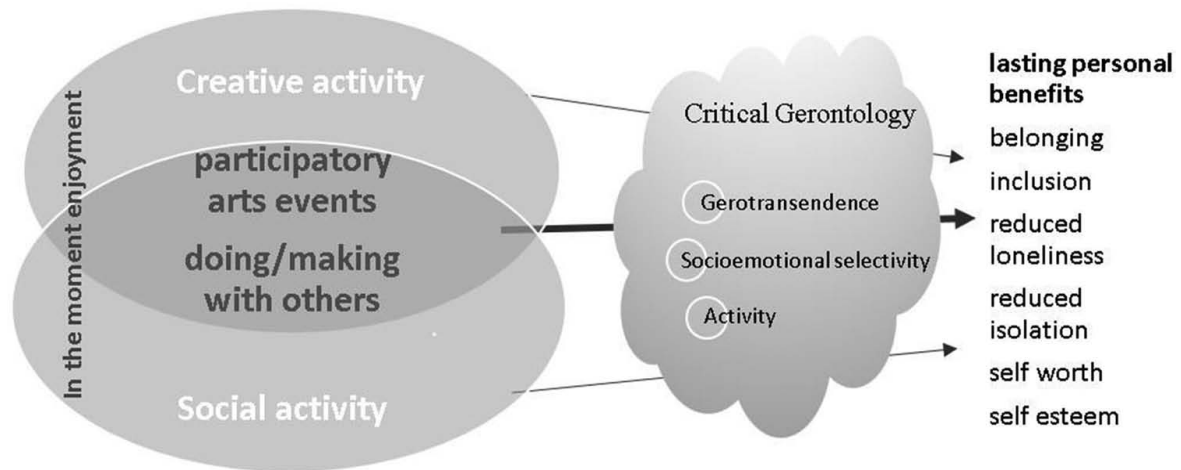 In the moment enjoyment
Creative activity
participatory
arts events
doing/making
with others
Social activity
Critical Gerontology
Gerotransendence
Socioemotional selectivity
Activity
lasting personal
benefits
belonging
inclusion
reduced
loneliness
reduced
isolation
self worth
self esteem